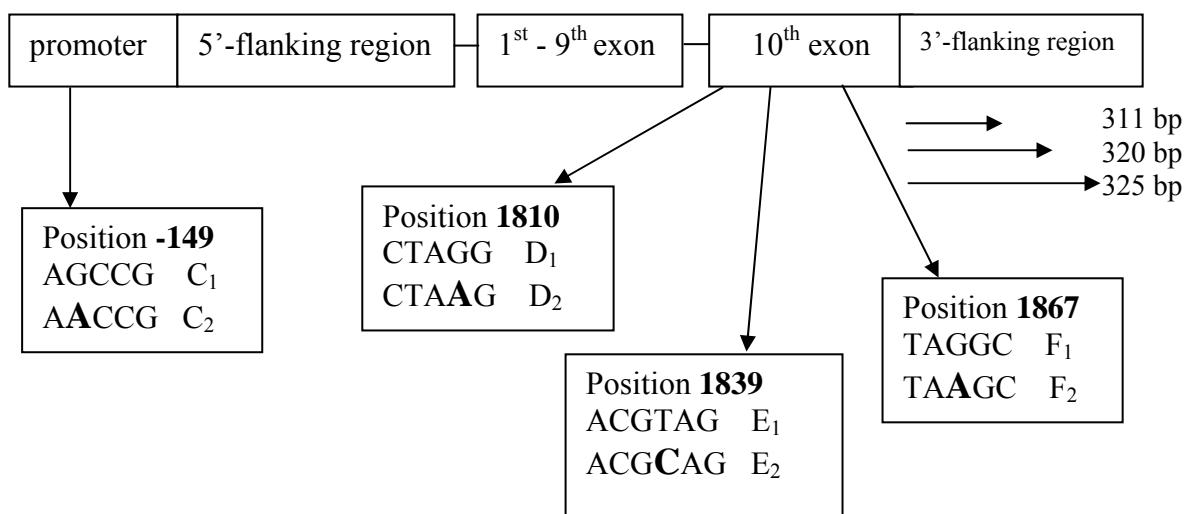 promoter
5’-flanking region
1st - 9th exon
10th exon
3’-flanking region
311 bp
320 bp
325 bp
Position -149
AGCCG C1
AACCG C2
Position 1810
CTAGG D1
CTAAG D2
Position 1839
ACGTAG E1
ACGCAG E2
Position 1867
TAGGC F1
TAAGC F2